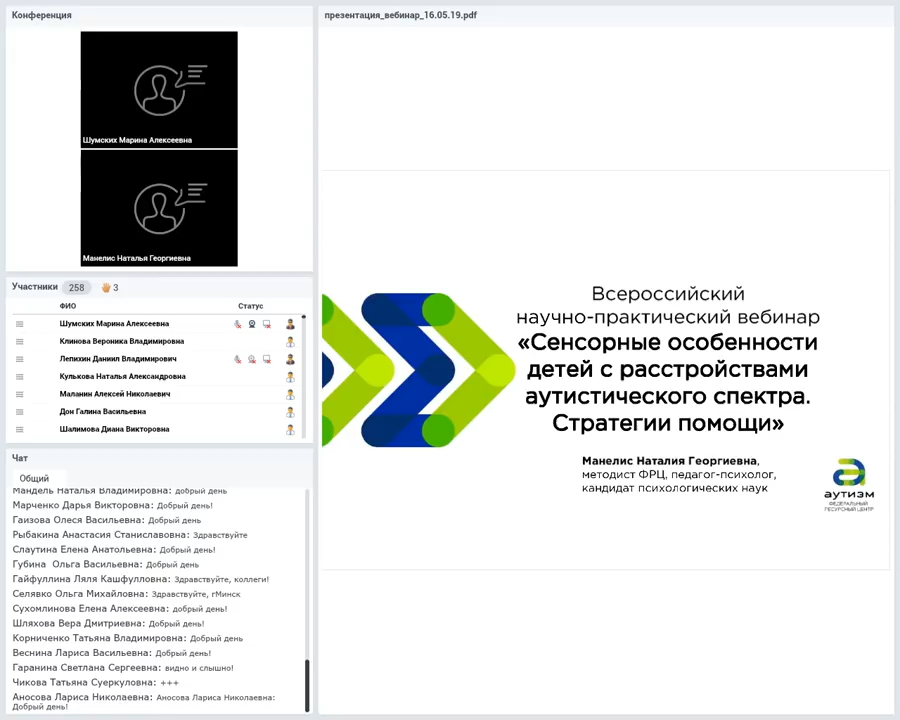 Конференция
Шумских Марина Алексеевна
Манелис Наталья Георгиевна
Участники 258 3
ФИО Статус
Шумских Марина Алексеевна
Клинова Вероника Владимировна
Лепихин Даниил Владимирович
Кулькова Наталья Александровна
Маланин Алексей Николаевич
Дон Галина Васильевна
Шалимова Диана Викторовна
Чат
Общий
Мандель Наталья Владимировна: добрый день
Марченко Дарья Викторовна: Добрый день!
Гаизова Олеся Васильевна: Добрый день
Рыбакина Анастасия Станиславовна: Здравствуйте
Слаутина Елена Анатольевна: Добрый день!
Губина Ольга Васильевна: Добрый день
Гайфуллина Ляля Кашфулловна: Здравствуйте, коллеги!
Селявко Ольга Михайловна: Здравствуйте, гМинск
Сухомлинова Елена Алексеевна: добрый день!
Шляхова Вера Дмитриевна: Добрый день!
Корниченко Татьяна Владимировна: Добрый день
Веснина Лариса Васильевна: Добрый день!
Гаранина Светлана Сергеевна: видно и слышно!
Чикова Татьяна Суеркуловна: +++
Аносова Лариса Николаевна: Аносова Лариса Николаевна:
Добрый день!
презентация_вебинар_16.05.19.pdf
Всероссийский
научно-практический вебинар
«Сенсорные особенности
детей с расстройствами
аутистического спектра.
Стратегии помощи»
Манелис Наталия Георгиевна,
методист ФРЦ, педагог-психолог,
кандидат психологических наук
аутизм
ФЕДЕРАЛЬНЫЙ
РЕСУРСНЫЙ ЦЕНТР